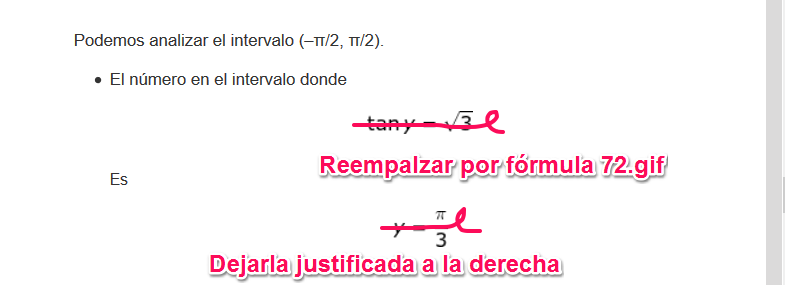 Podemos analizar el intervalo (–π/2, π/2).
• El número en el intervalo donde
tan y = √3
Reempalzar por fórmula 72.gif
Es
y = π/3
Dejarla justificada a la derecha